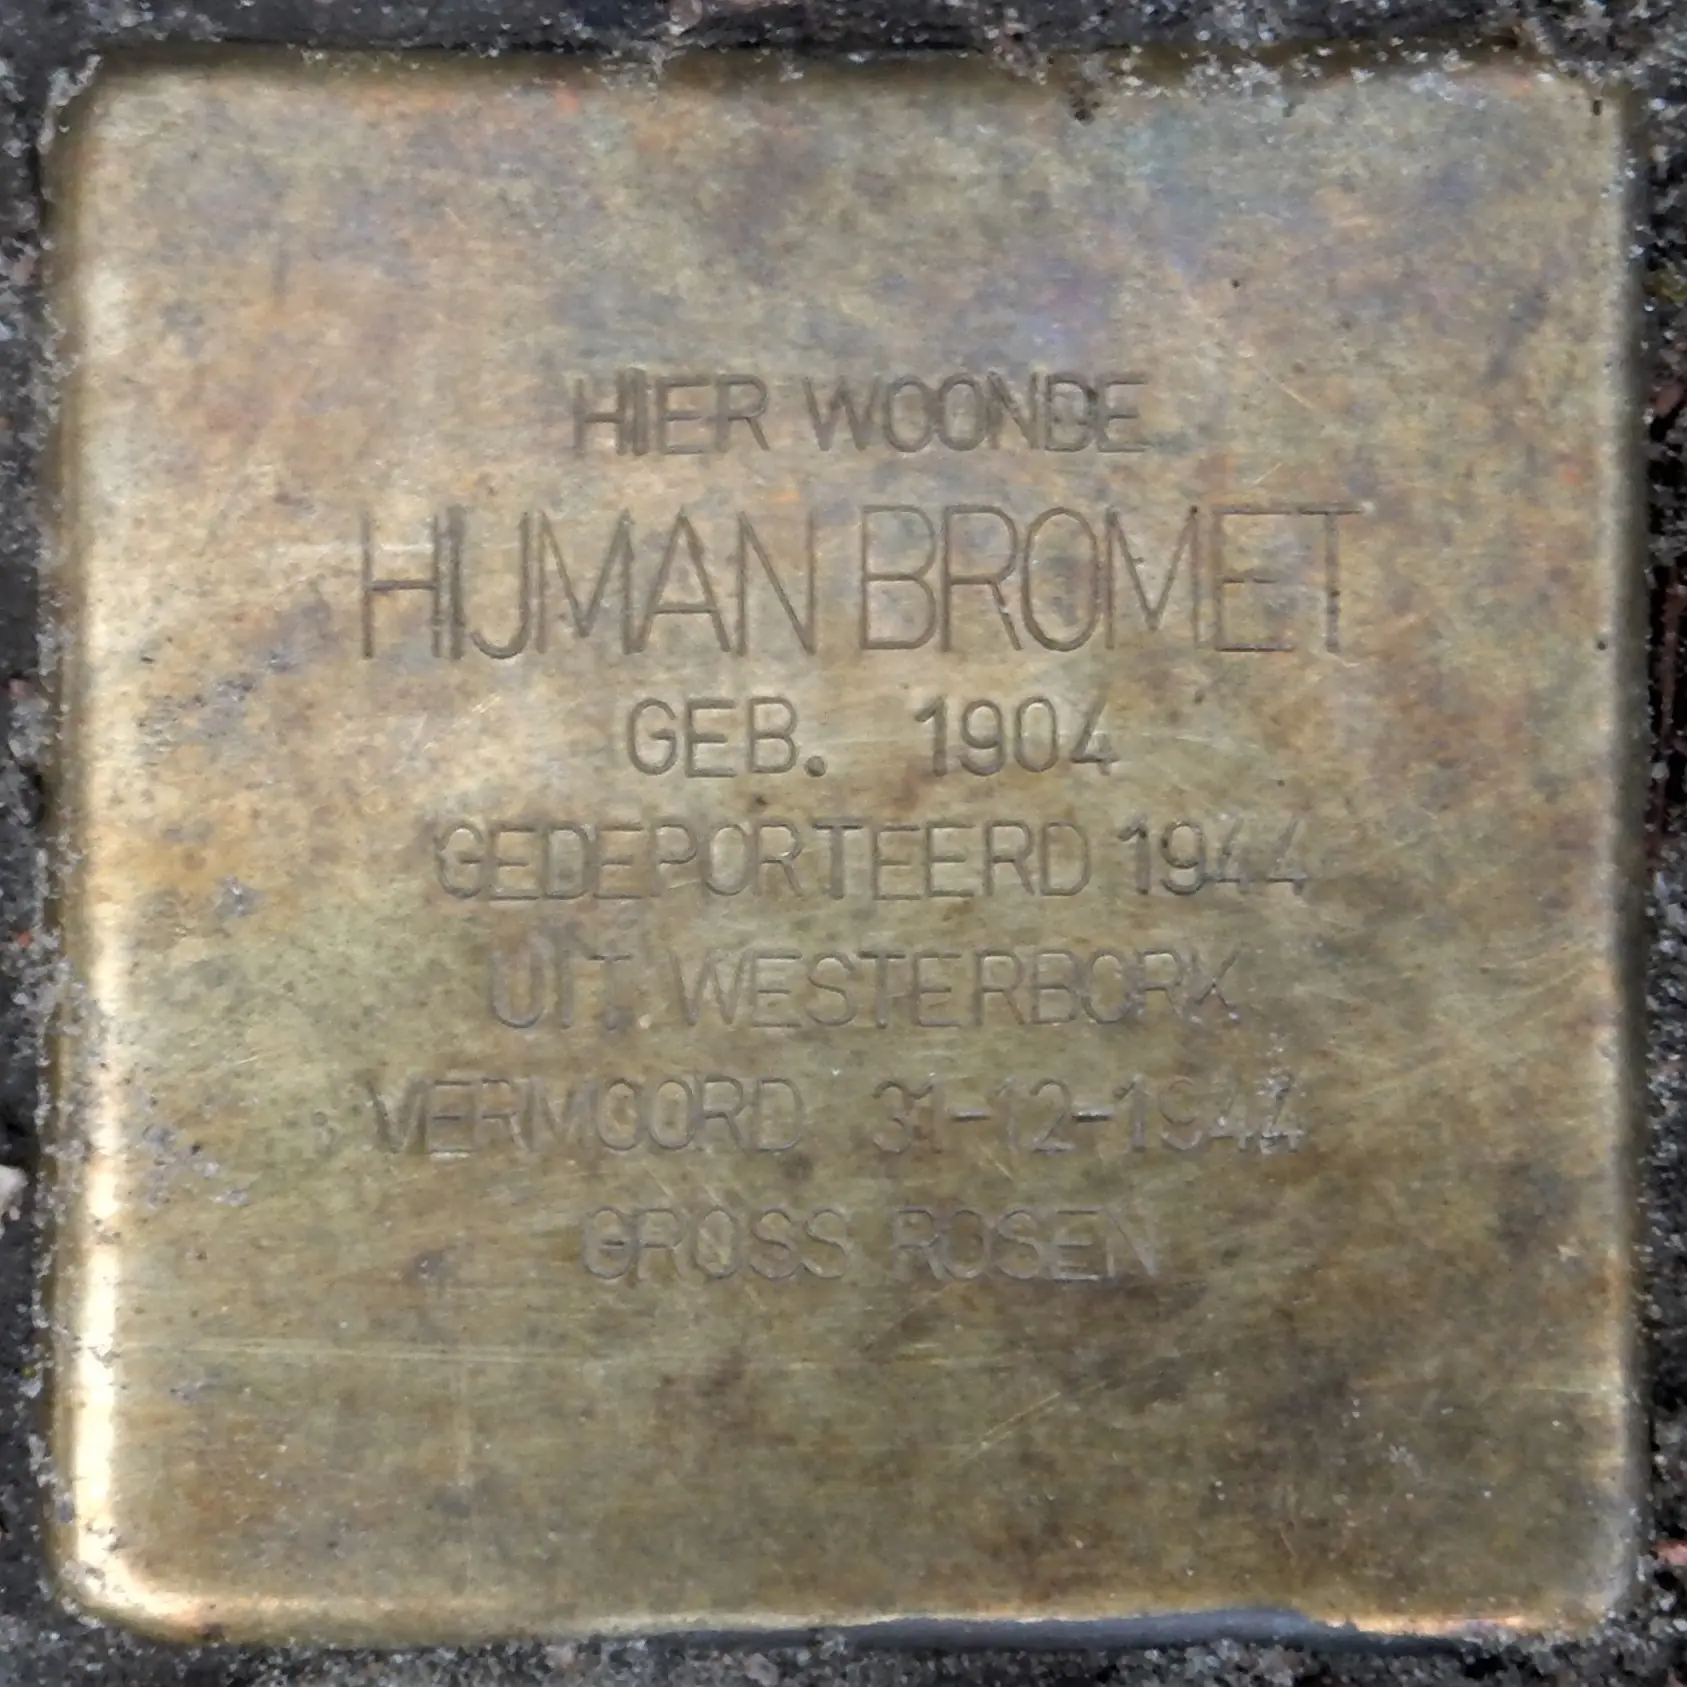 HIER WOONDE
HIJMAN BROMET
GEB. 1904
GEDEPORTEERD 1944
UIT WESTERBORK
VERMOORD 31-12-1944
GROSS ROSEN